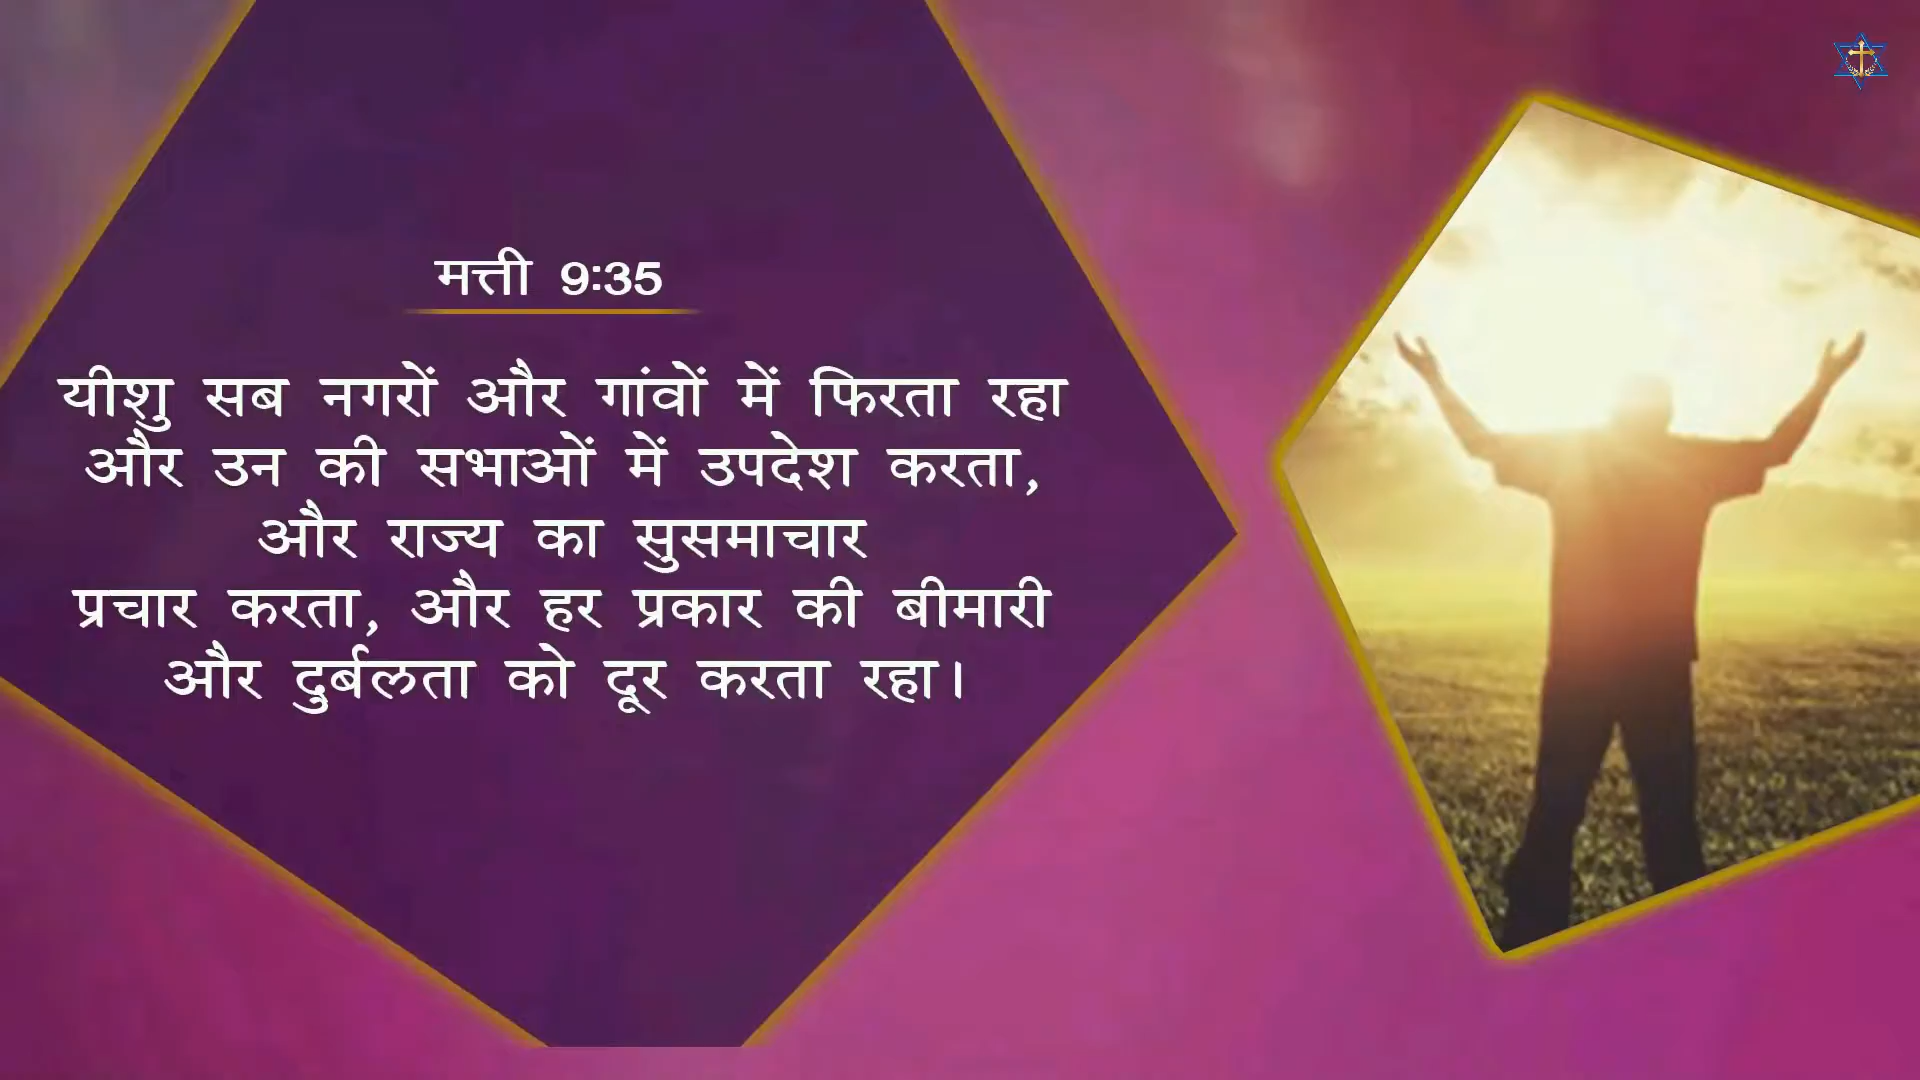 मत्ती 9:35
यीशु सब नगरों और गांवों में फिरता रहा
और उन की सभाओं में उपदेश करता,
और राज्य का सुसमाचार
प्रचार करता, और हर प्रकार की बीमारी
और दुर्बलता को दूर करता रहा।